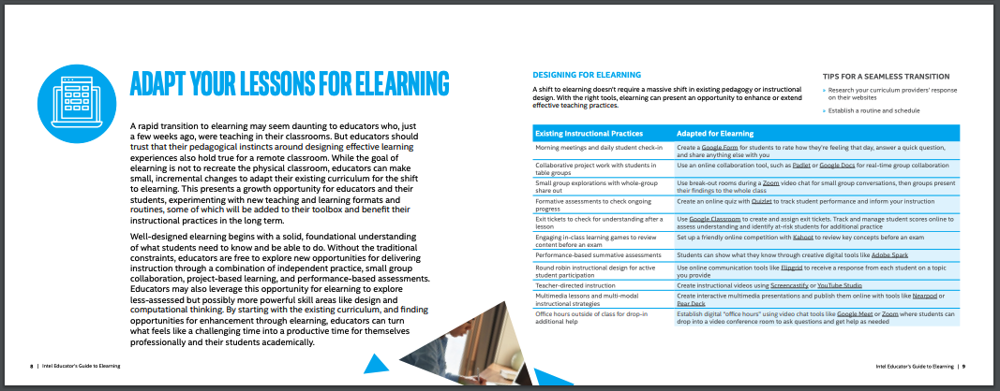 ADAPT YOUR LESSONS FOR ELEARNING
A rapid transition to elearning may seem daunting to educators who, just
a few weeks ago, were teaching in their classrooms. But educators should
trust that their pedagogical instincts around designing effective learning
experiences also hold true for a remote classroom. While the goal of
elearning is not to recreate the physical classroom, educators can make
small, incremental changes to adapt their existing curriculum for the shift
to elearning. This presents a growth opportunity for educators and their
students, experimenting with new teaching and learning formats and
routines, some of which will be added to their toolbox and benefit their
instructional practices in the long term.
Well-designed elearning begins with a solid, foundational understanding
of what students need to know and be able to do. Without the traditional
constraints, educators are free to explore new opportunities for delivering
instruction through a combination of independent practice, small group
collaboration, project-based learning, and performance-based assessments.
Educators may also leverage this opportunity for elearning to explore
less-assessed but possibly more powerful skill areas like design and
computational thinking. By starting with the existing curriculum, and finding
opportunities for enhancement through elearning, educators can turn
what feels like a challenging time into a productive time for themselves
professionally and their students academically.
8 | Intel Educator's Guide to Elearning
DESIGNING FOR ELEARNING
A shift to elearning doesn't require a massive shift in existing pedagogy or instructional
design. With the right tools, elearning can present an opportunity to enhance or extend
effective teaching practices.
TIPS FOR A SEAMLESS TRANSITION
» Research your curriculum providers' response
on their websites
» Establish a routine and schedule
Existing Instructional Practices Adapted for Elearning
Morning meetings and daily student check-in
Create a Google Form for students to rate how they're feeling that day, answer a quick question,
and share anything else with you
Collaborative project work with students in
table groups
Use an online collaboration tool, such as Padlet or Google Docs for real-time group collaboration
Small group explorations with whole-group
share out
Use break-out rooms during a Zoom video chat for small group conversations, then groups present
their findings to the whole class
Formative assessments to check ongoing
progress
Create an online quiz with Quizlet to track student performance and inform your instruction
Exit tickets to check for understanding after a
lesson
Use Google Classroom to create and assign exit tickets. Track and manage student scores online to
assess understanding and identify at-risk students for additional practice
Engaging in-class learning games to review
content before an exam
Set up a friendly online competition with Kahoot to review key concepts before an exam
Performance-based summative assessments
Students can show what they know through creative digital tools like Adobe Spark
Round robin instructional design for active
student participation
Use online communication tools like Flipgrid to receive a response from each student on a topic
you provide
Teacher-directed instruction
Create instructional videos using Screencastify or YouTube Studio
Multimedia lessons and multi-modal
instructional strategies
Create interactive multimedia presentations and publish them online with tools like Nearpod or
Pear Deck
Office hours outside of class for drop-in
additional help
Establish digital "office hours" using video chat tools like Google Meet or Zoom where students can
drop into a video conference room to ask questions and get help as needed
Intel Educator's Guide to Elearning | 9